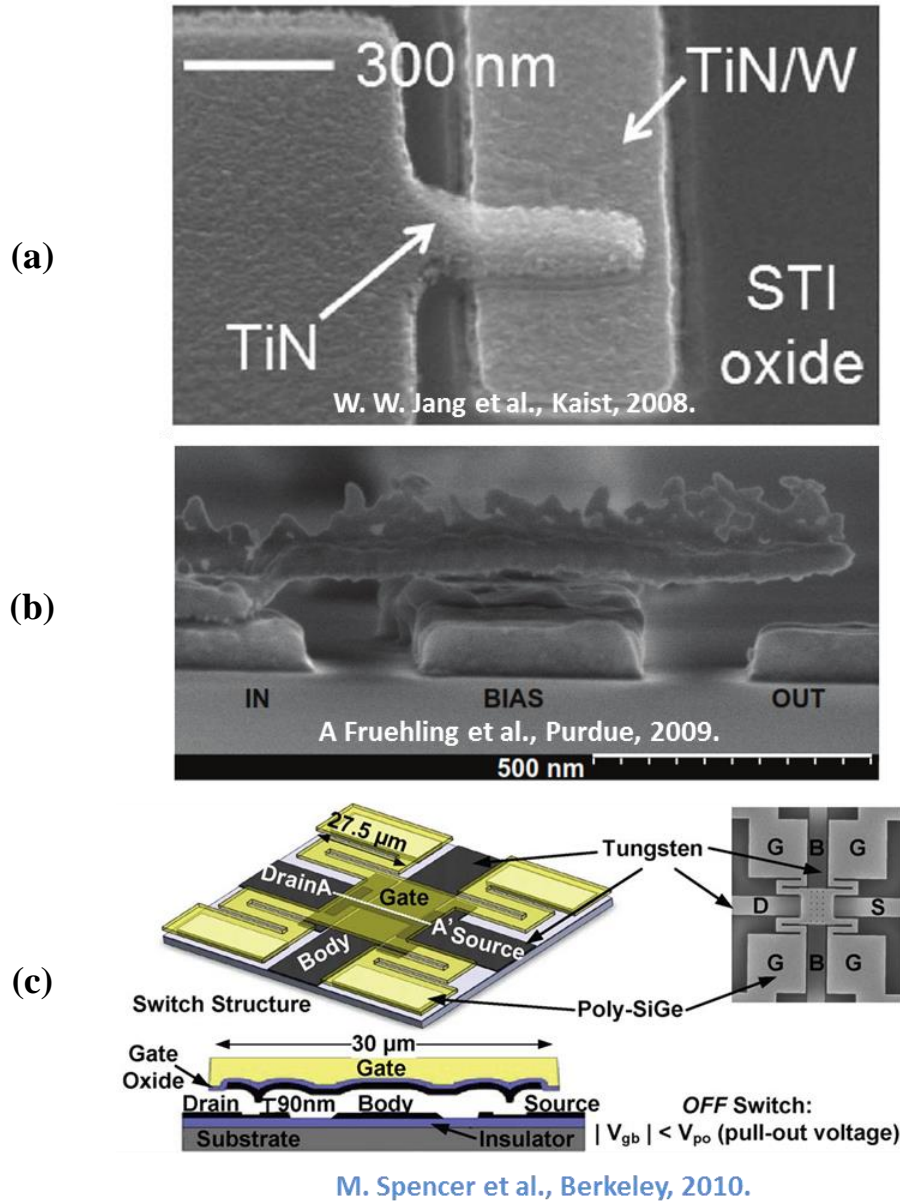 (a)
300 nm
TiN/W
TiN
STI
oxide
W. W. Jang et al., Kaist, 2008.
(b)
IN BIAS OUT
A Fruehling et al., Purdue, 2009.
500 nm
(c)
27.5 µm
DrainA
Gate
A'Source
Body
Switch Structure
Tungsten
Poly-SiGe
G B G
D S
G B G
30 µm
Gate
Oxide
Gate
Drain 90nm Body Source
Substrate Insulator
OFF Switch:
| Vgb | < Vpo (pull-out voltage)
M. Spencer et al., Berkeley, 2010.